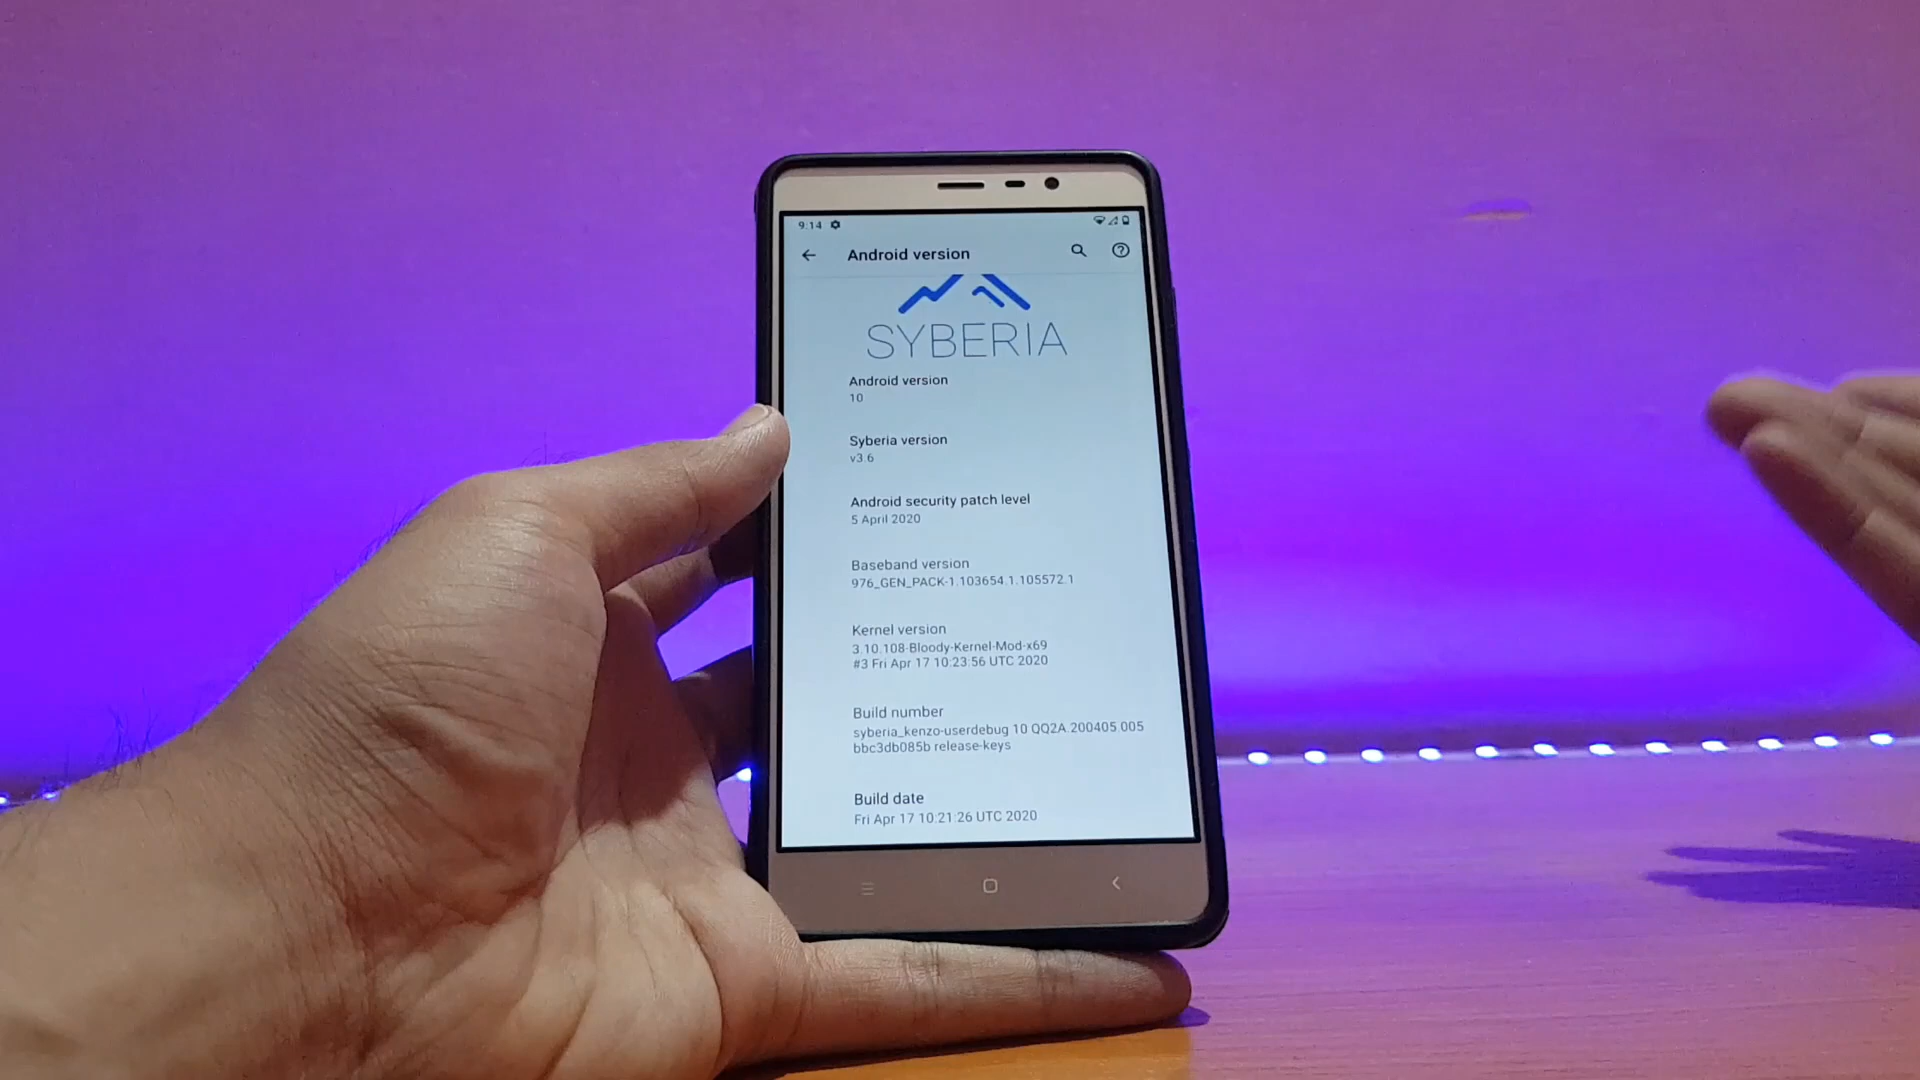 9:14
Android version
SYBERIA
Android version
10
Syberia version
v3.6
Android security patch level
5 April 2020
Baseband version
976_GEN_PACK-1.103654.1.105572.1
Kernel version
3.10.108-Bloody-Kernel-Mod-x69
#3 Fri Apr 17 10:23:56 UTC 2020
Build number
syberia_kenzo-userdebug 10 QQ2A.200405.005
bbc3db085b release-keys
Build date
Fri Apr 17 10:21:26 UTC 2020